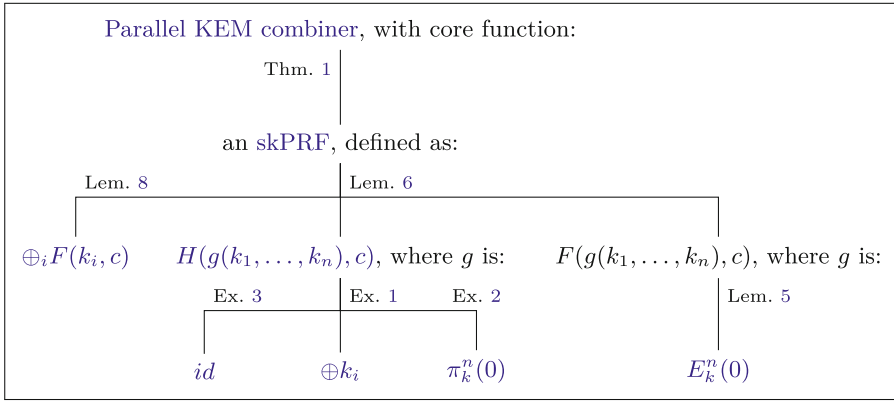 Parallel KEM combiner, with core function:
Thm. 1
an skPRF, defined as:
Lem. 8 Lem. 6
⊕ᵢF(kᵢ, c) H(g(k₁, . . . , kₙ), c), where g is: F(g(k₁, . . . , kₙ), c), where g is:
Ex. 3 Ex. 1 Ex. 2 Lem. 5
id ⊕kᵢ πₖⁿ(0) Eₖⁿ(0)